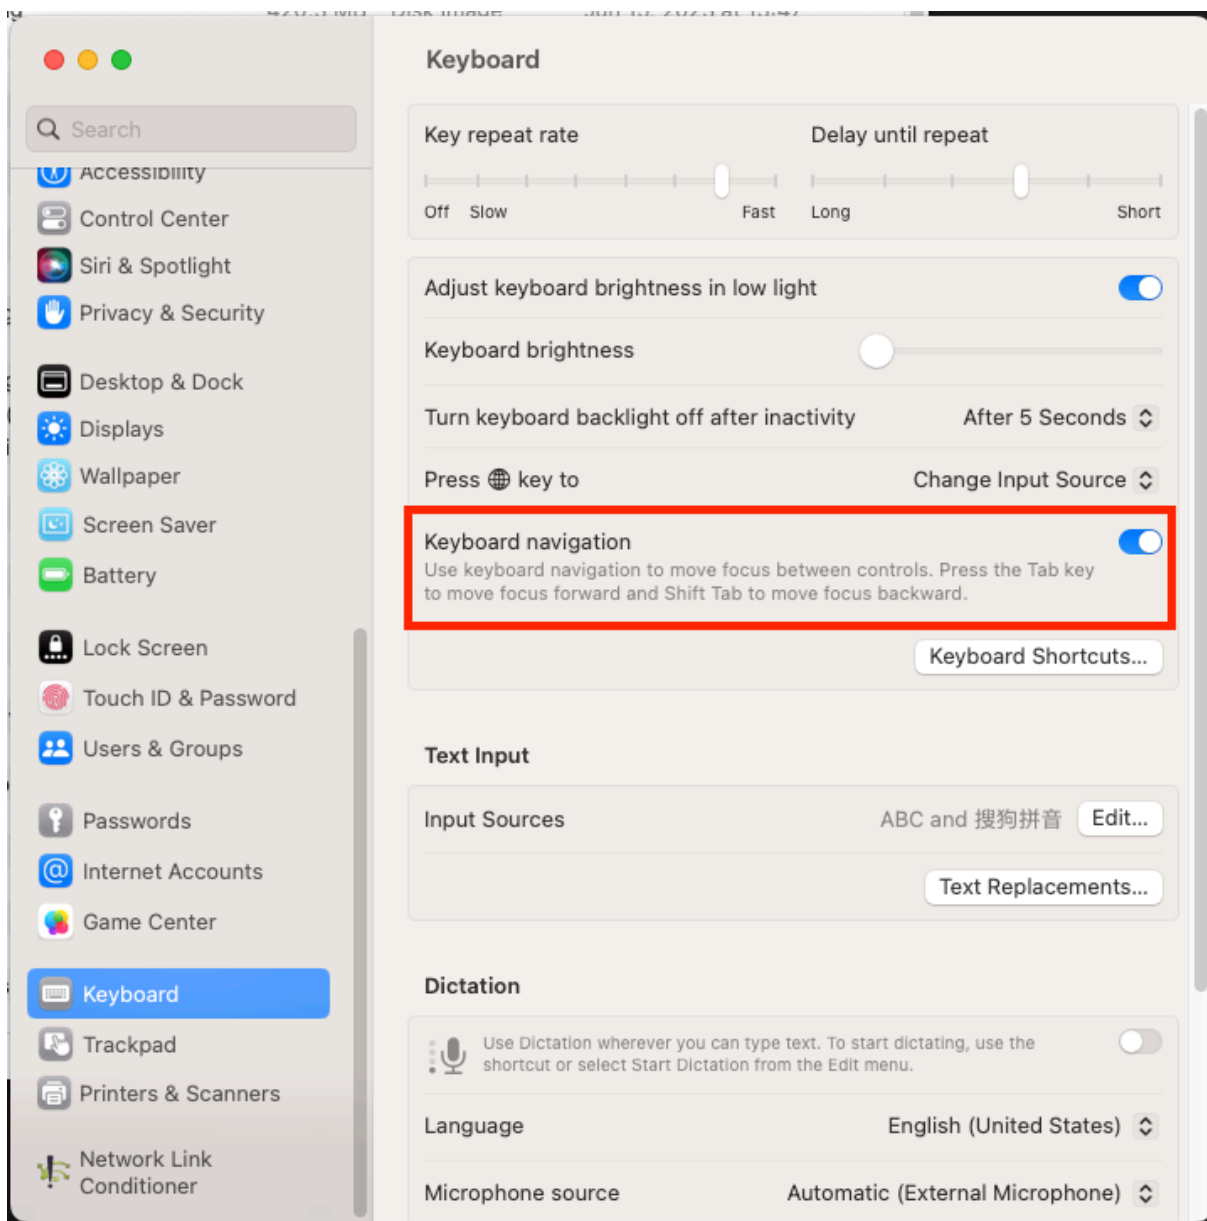 Keyboard
Search
Accessibility
Control Center
Siri & Spotlight
Privacy & Security
Desktop & Dock
Displays
Wallpaper
Screen Saver
Battery
Lock Screen
Touch ID & Password
Users & Groups
Passwords
Internet Accounts
Game Center
Keyboard
Trackpad
Printers & Scanners
Network Link
Conditioner
Key repeat rate
Delay until repeat
Off Slow Fast
Long Short
Adjust keyboard brightness in low light
Keyboard brightness
Turn keyboard backlight off after inactivity After 5 Seconds
Press key to Change Input Source
Keyboard navigation
Use keyboard navigation to move focus between controls. Press the Tab key
to move focus forward and Shift Tab to move focus backward.
Keyboard Shortcuts...
Text Input
Input Sources ABC and 搜狗拼音 Edit...
Text Replacements...
Dictation
Use Dictation wherever you can type text. To start dictating, use the
shortcut or select Start Dictation from the Edit menu.
Language English (United States)
Microphone source Automatic (External Microphone)